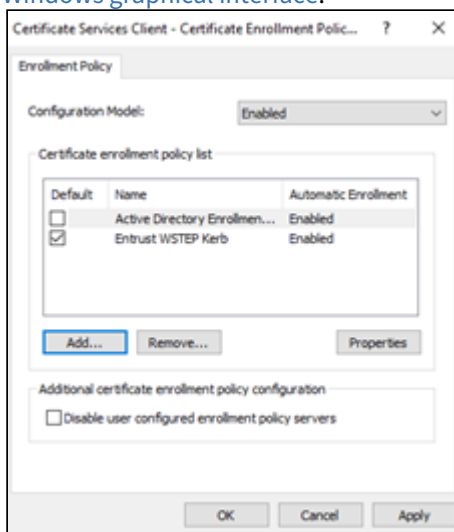 Windows graphical interface.
Certificate Services Client - Certificate Enrollment Polic... ? ×
Enrollment Policy
Configuration Model: Enabled
Certificate enrollment policy list
Default Name Automatic Enrollment
Active Directory Enrollmen... Enabled
Entrust WSTEP Kerb Enabled
Add... Remove... Properties
Additional certificate enrollment policy configuration
Disable user configured enrollment policy servers
OK Cancel Apply